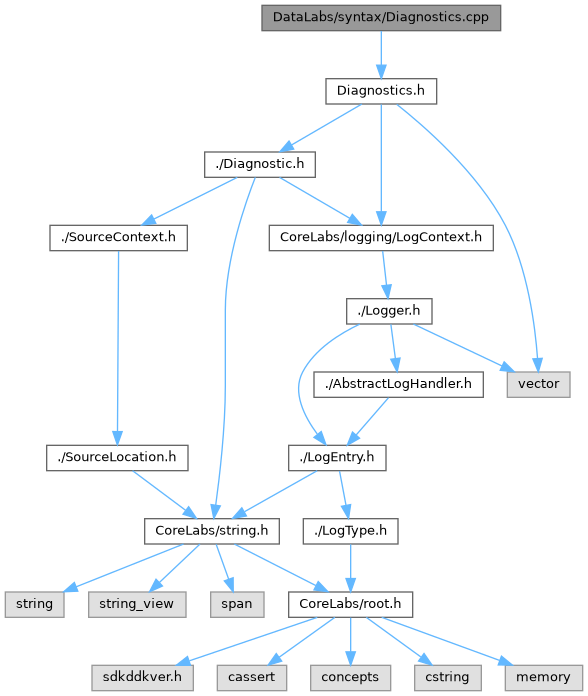 DataLabs/syntax/Diagnostics.cpp
Diagnostics.h
./Diagnostic.h
./SourceContext.h
CoreLabs/logging/LogContext.h
./Logger.h
./AbstractLogHandler.h
vector
./SourceLocation.h
./LogEntry.h
CoreLabs/string.h
./LogType.h
string
string_view
span
CoreLabs/root.h
sdkddkver.h
cassert
concepts
cstring
memory